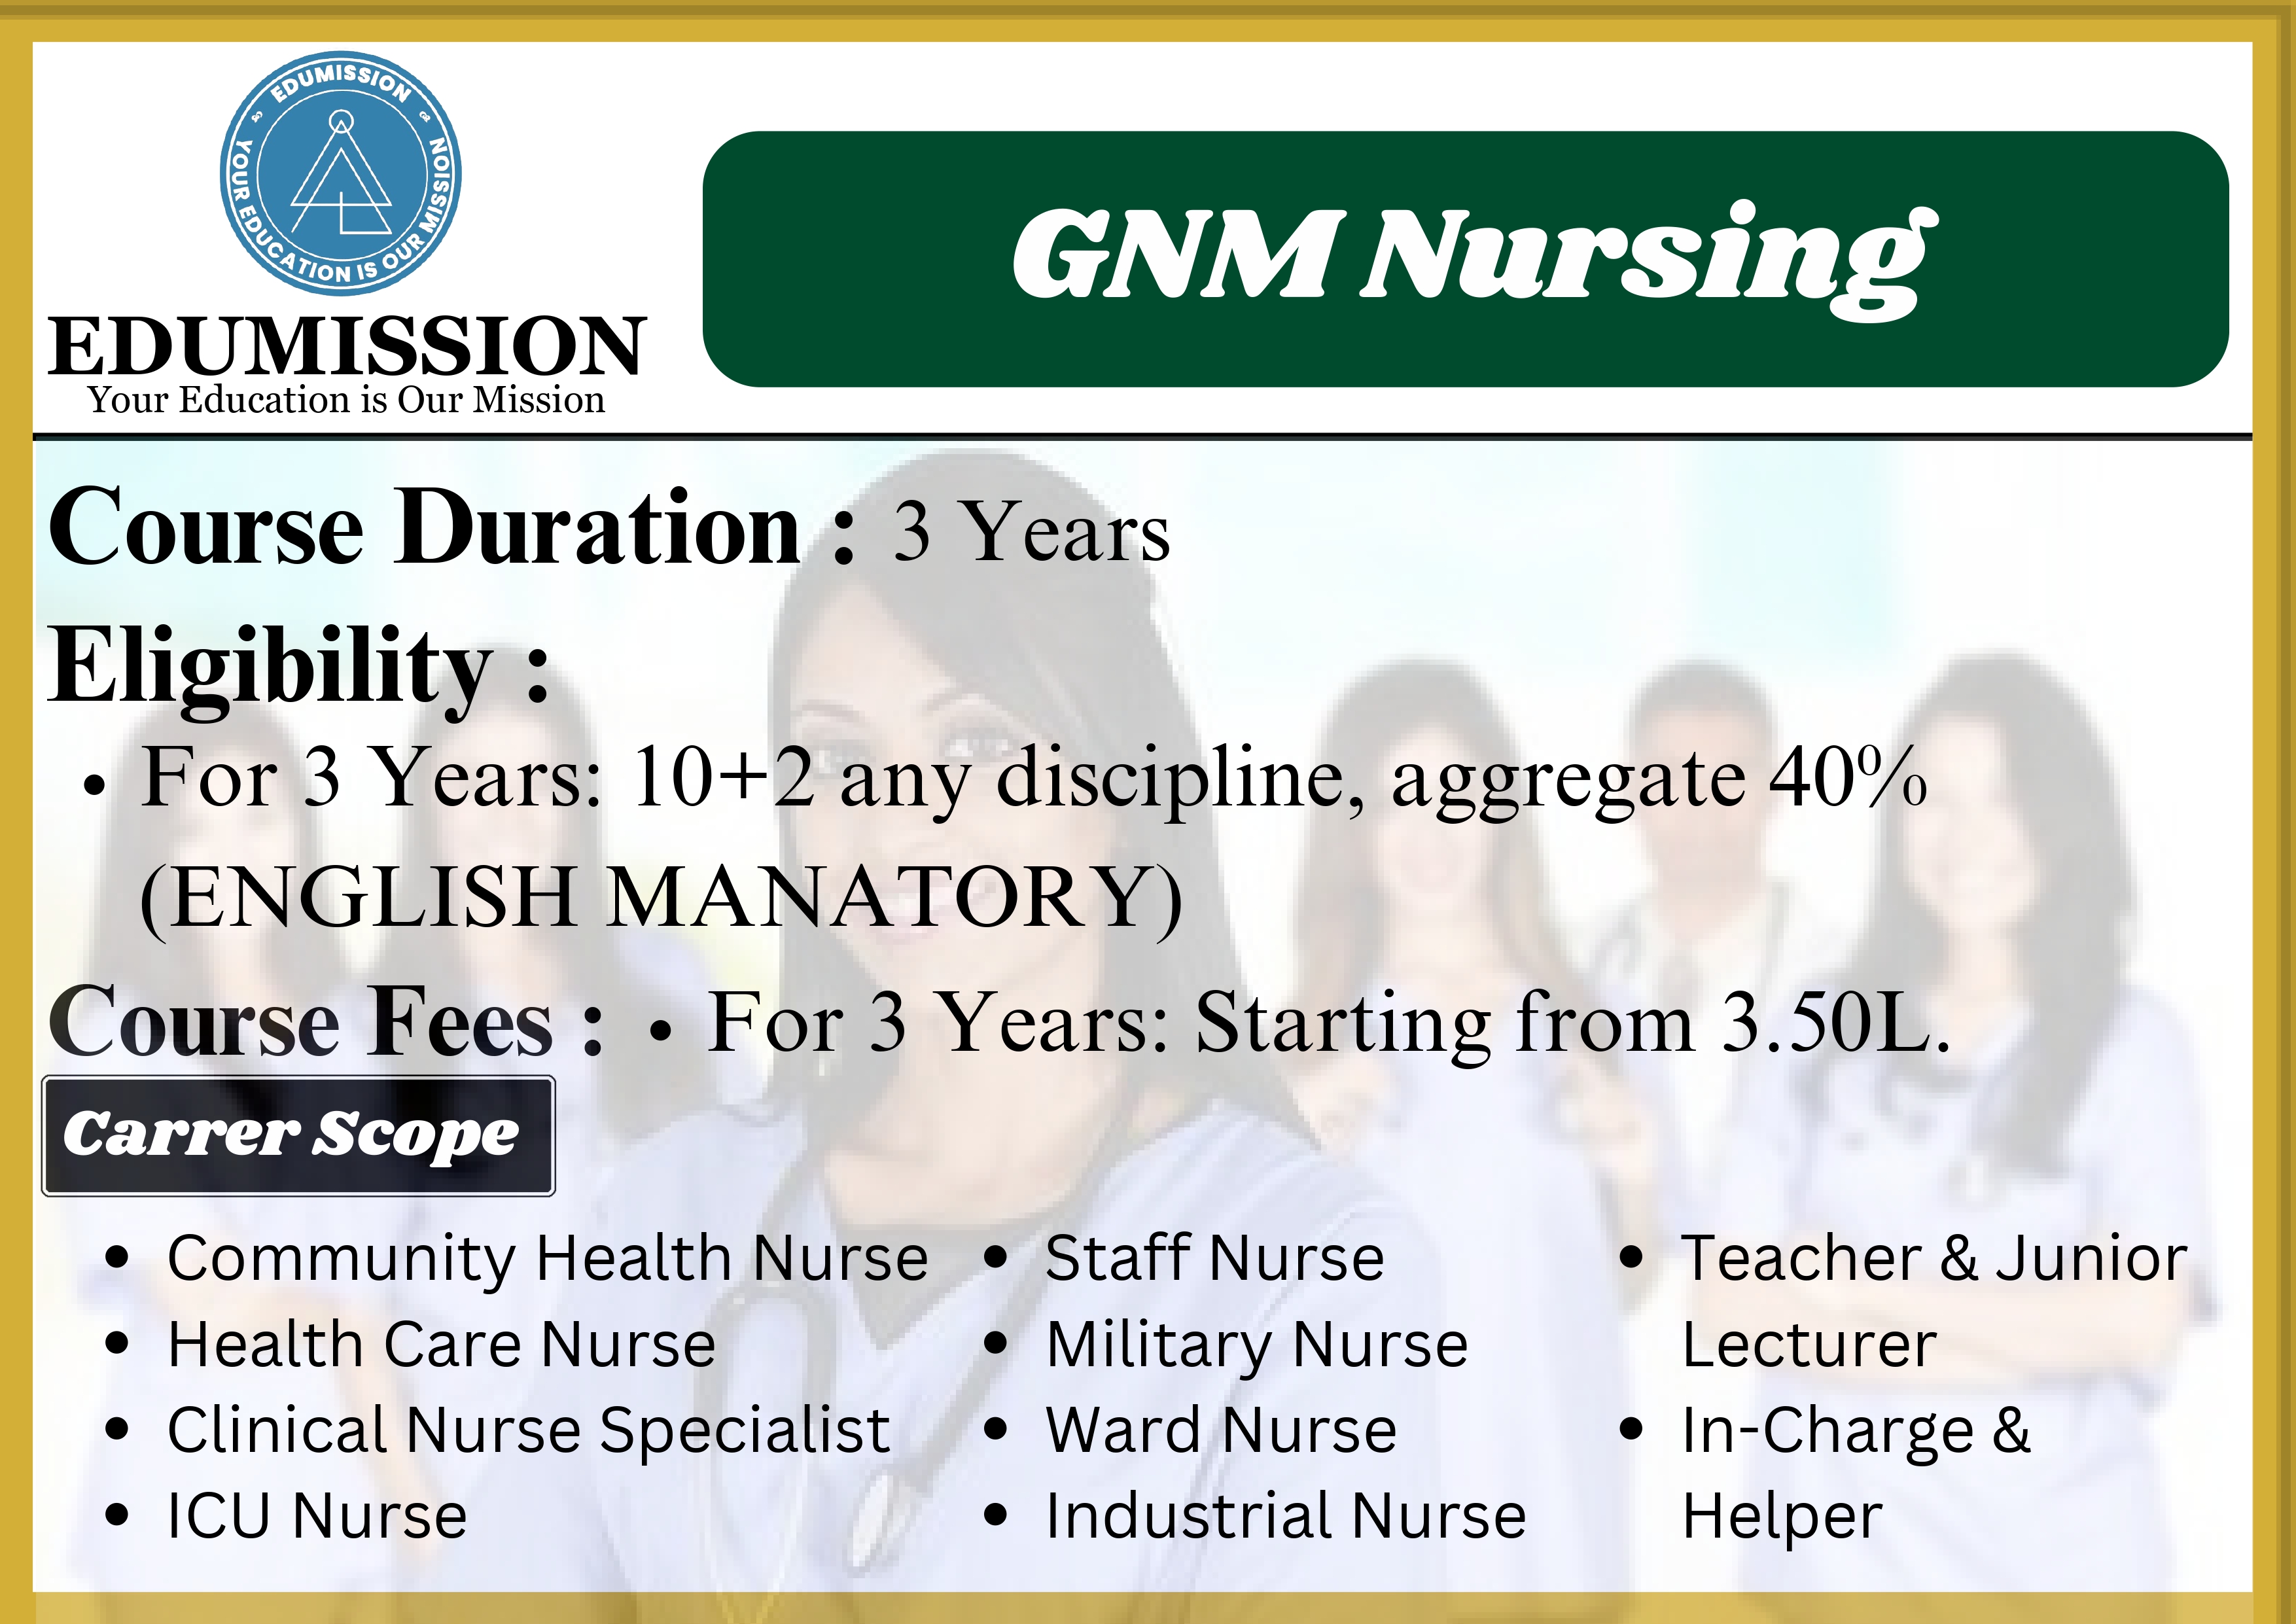 EDUMISSION
YOUR EDUCATION IS OUR MISSION
EDUMISSION
Your Education is Our Mission
GNM Nursing
Course Duration : 3 Years
Eligibility :
• For 3 Years: 10+2 any discipline, aggregate 40%
(ENGLISH MANATORY)
Course Fees : • For 3 Years: Starting from 3.50L.
Carrer Scope
• Community Health Nurse
• Health Care Nurse
• Clinical Nurse Specialist
• ICU Nurse
• Staff Nurse
• Military Nurse
• Ward Nurse
• Industrial Nurse
• Teacher & Junior
Lecturer
• In-Charge &
Helper